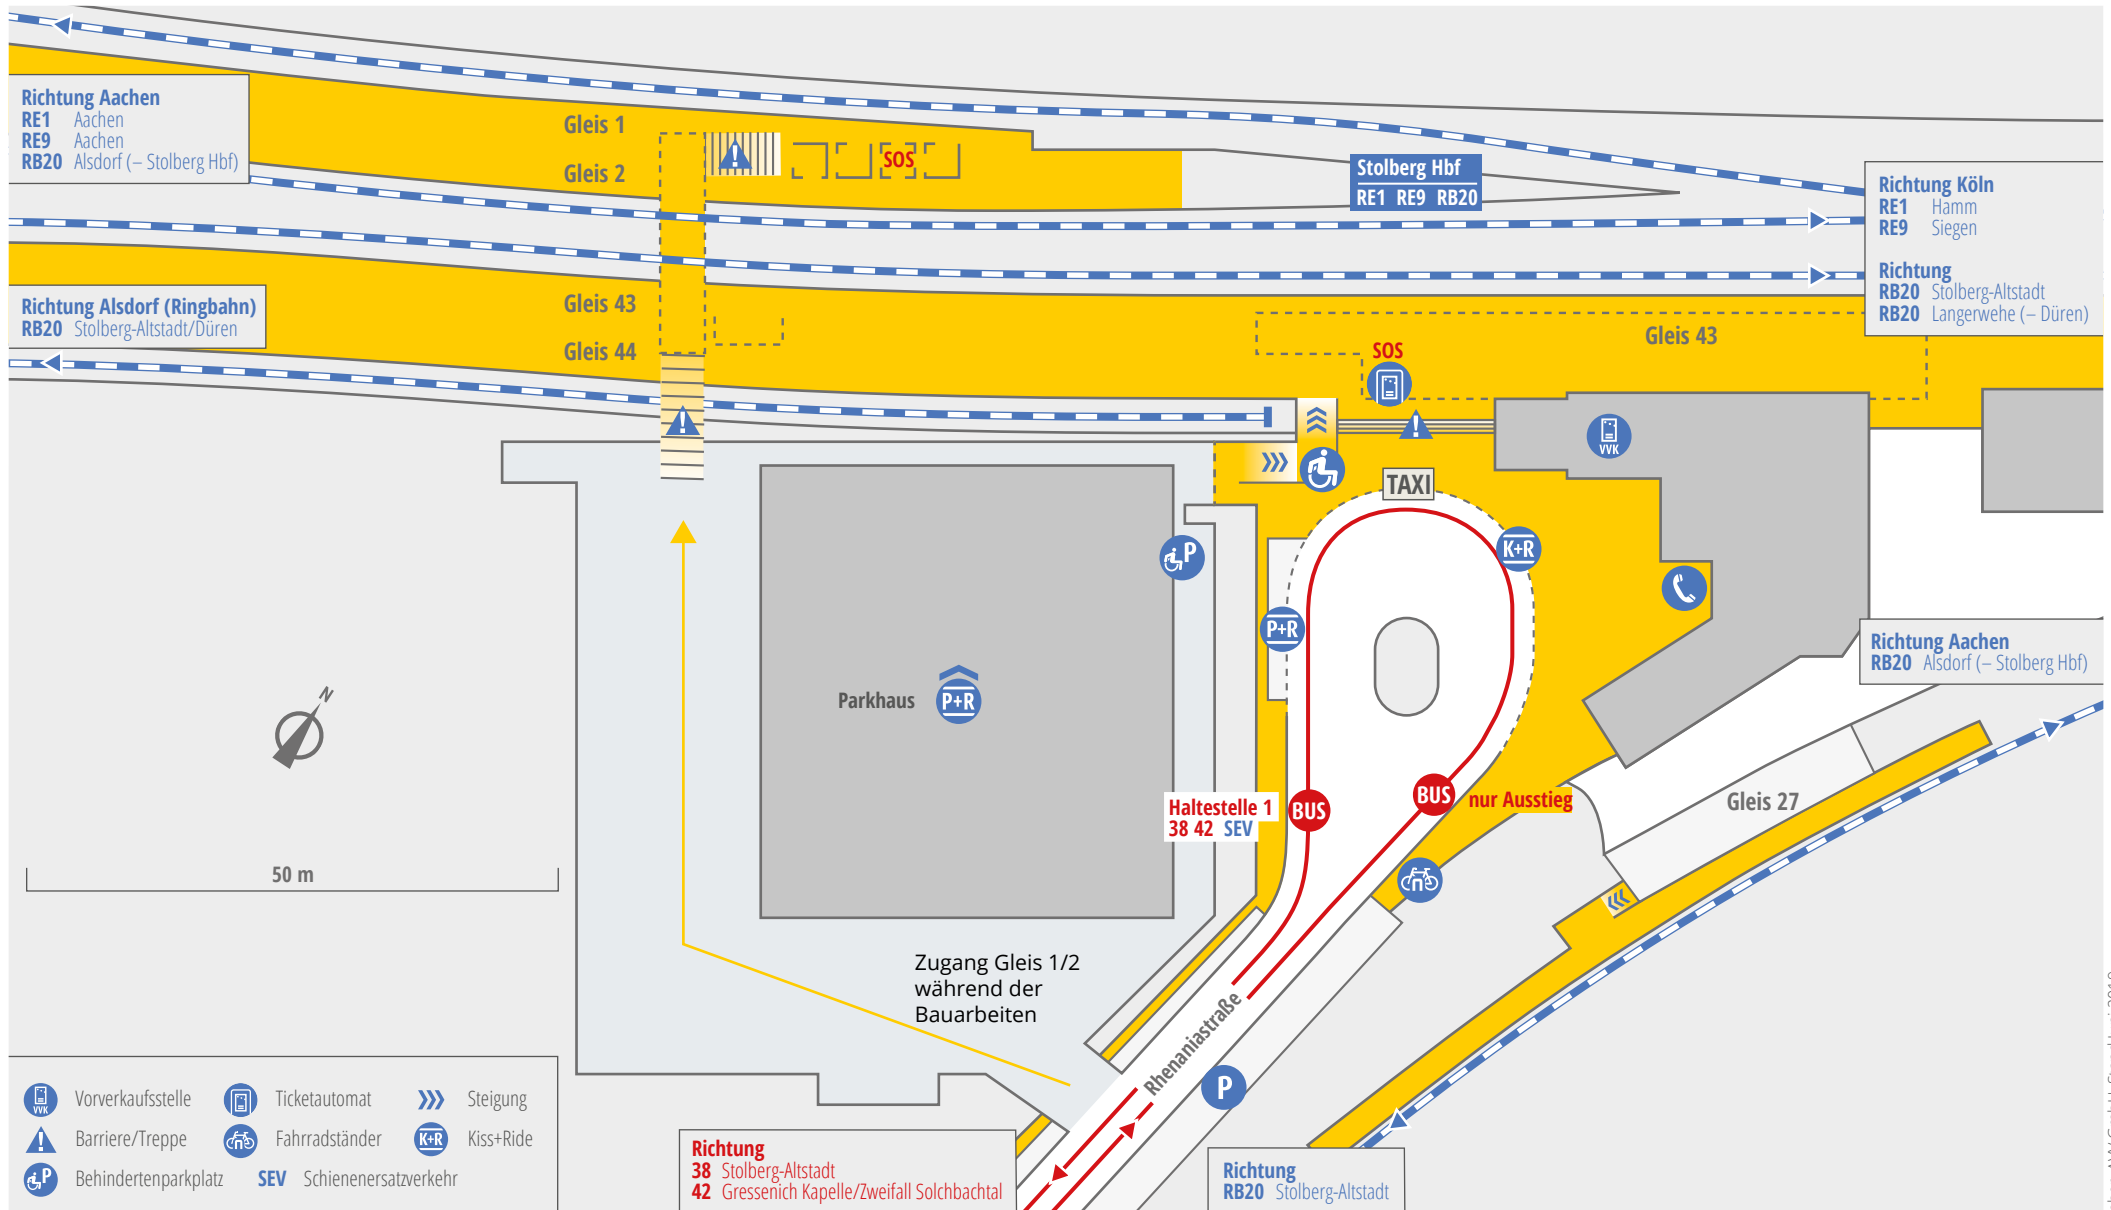 Richtung Aachen
RE1 Aachen
RE9 Aachen
RB20 Alsdorf (– Stolberg Hbf)
Gleis 1
Gleis 2
SOS
Stolberg Hbf
RE1 RE9 RB20
Richtung Köln
RE1 Hamm
RE9 Siegen
Richtung
RB20 Stolberg-Altstadt
RB20 Langerwehe (– Düren)
Richtung Alsdorf (Ringbahn)
RB20 Stolberg-Altstadt/Düren
Gleis 43
Gleis 44
Gleis 43
SOS
VVK
TAXI
K+R
P
P+R
Parkhaus
P+R
N
Richtung Aachen
RB20 Alsdorf (– Stolberg Hbf)
Haltestelle 1
38 42 SEV
BUS
BUS
nur Ausstieg
Gleis 27
50 m
Zugang Gleis 1/2
während der
Bauarbeiten
Rhenaniastraße
P
VVK Vorverkaufsstelle
Ticketautomat
Steigung
Barriere/Treppe
Fahrradständer
K+R Kiss+Ride
P Behindertenparkplatz
SEV Schienenersatzverkehr
Richtung
38 Stolberg-Altstadt
42 Gressenich Kapelle/Zweifall Solchbachtal
Richtung
RB20 Stolberg-Altstadt